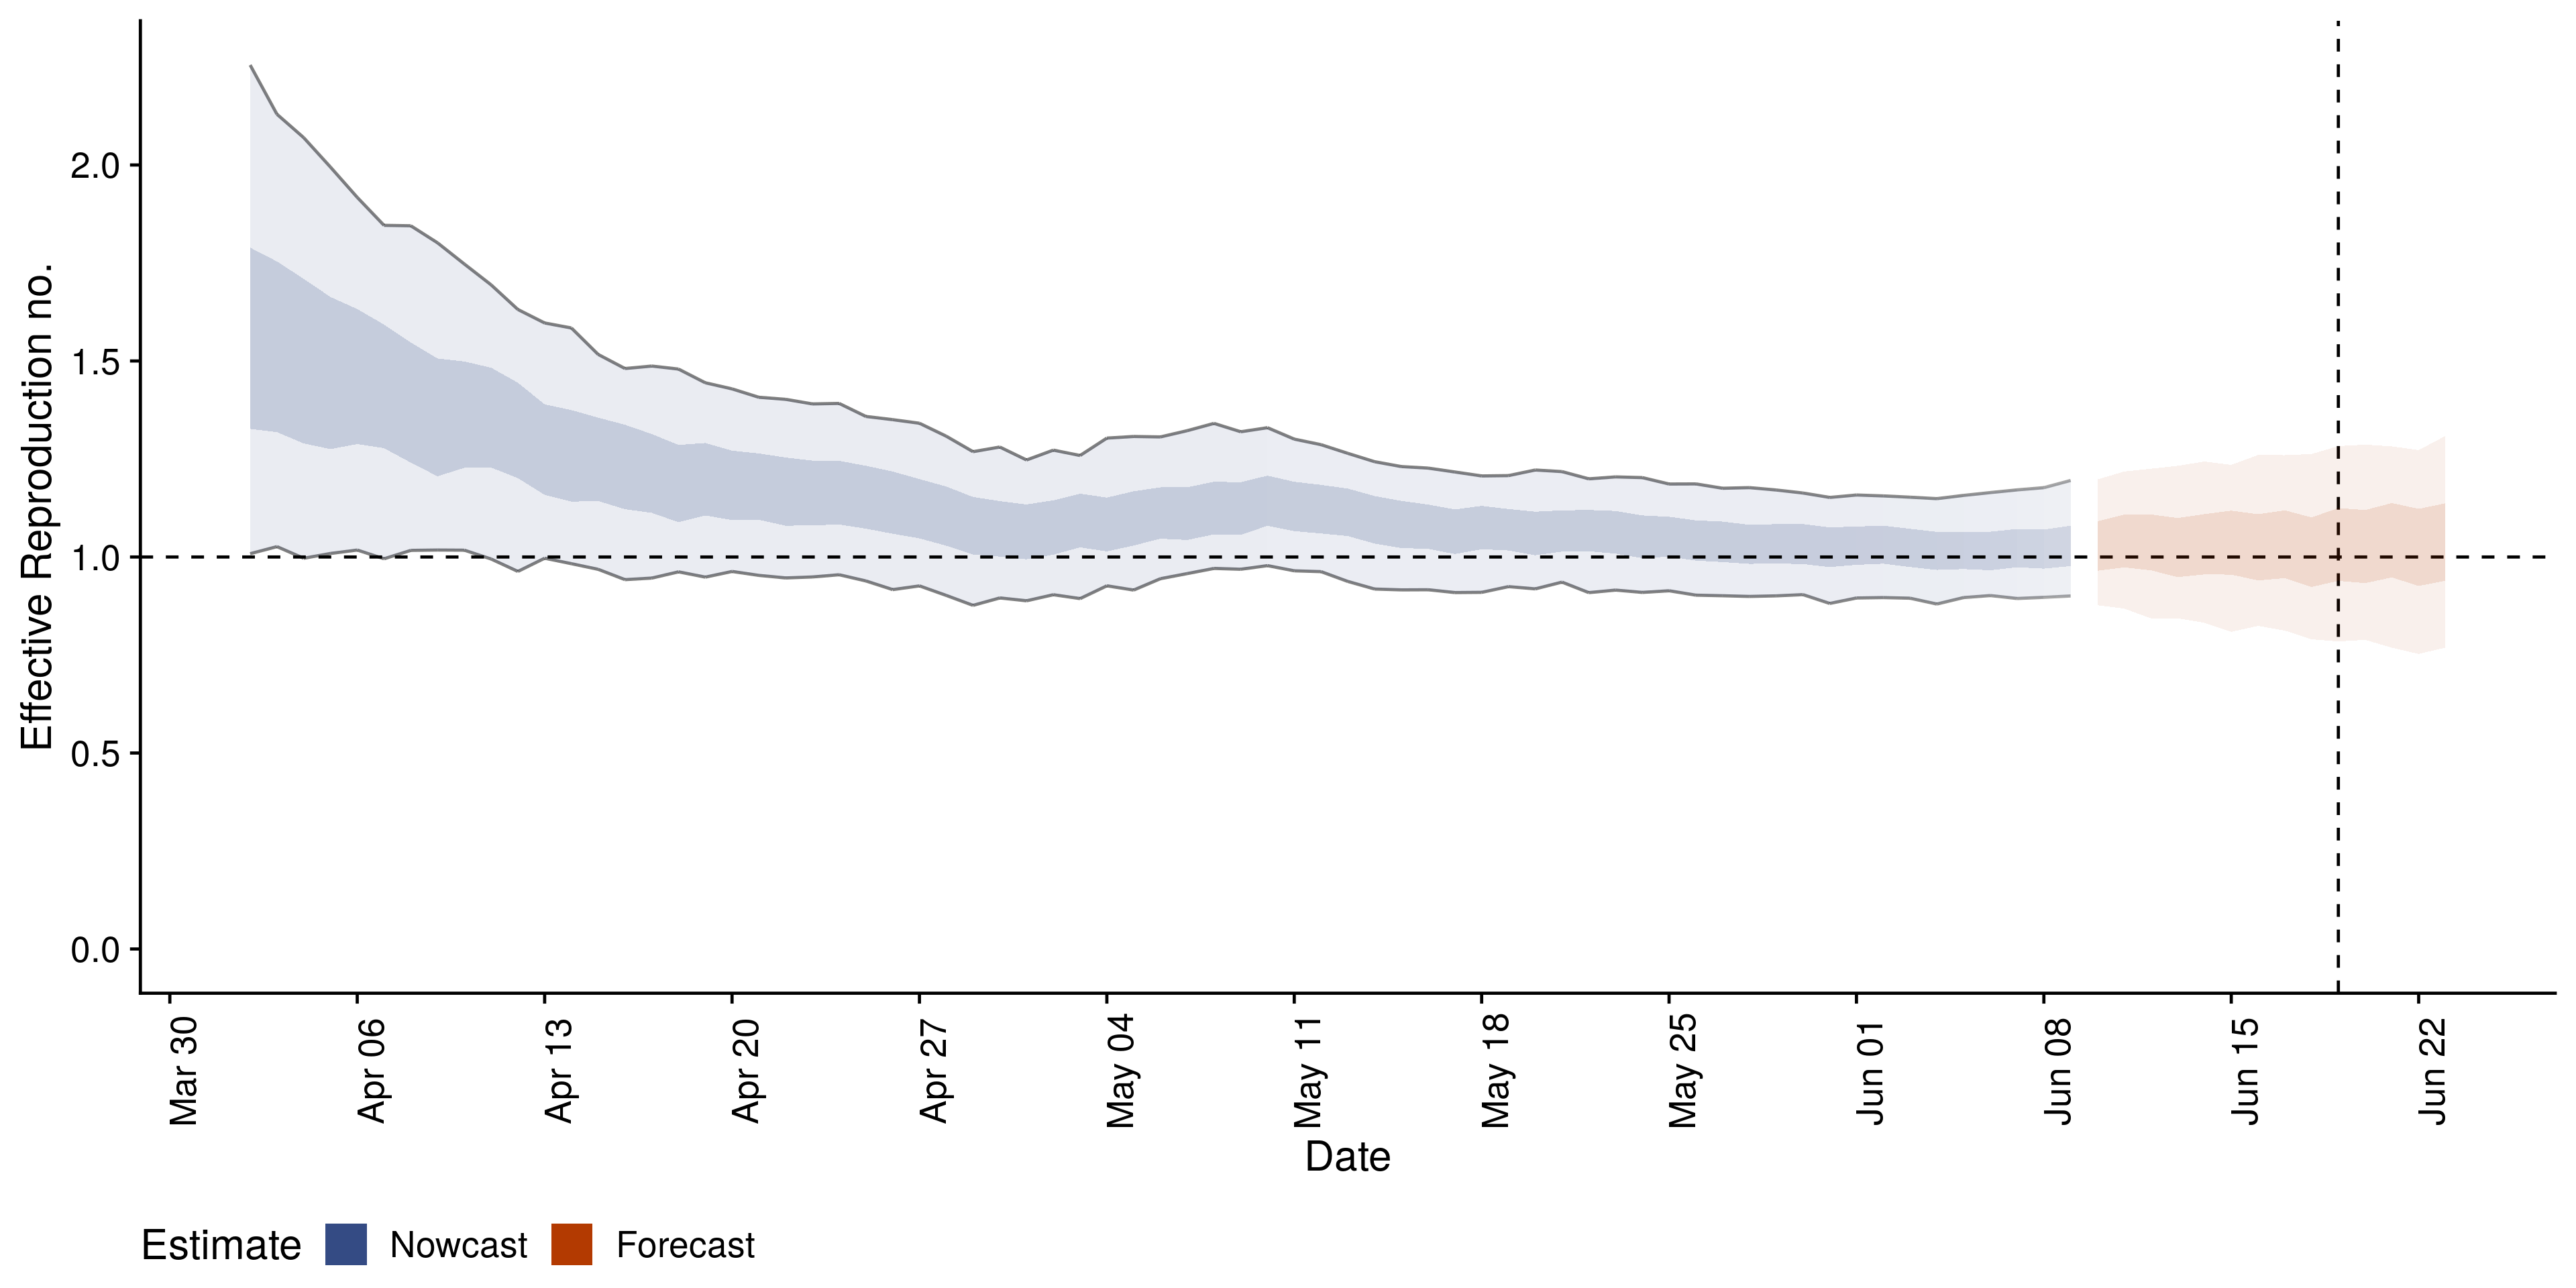 Effective Reproduction no.
2.0
1.5
1.0
0.5
0.0
Mar 30
Apr 06
Apr 13
Apr 20
Apr 27
May 04
May 11
May 18
May 25
Jun 01
Jun 08
Jun 15
Jun 22
Date
Estimate Nowcast Forecast